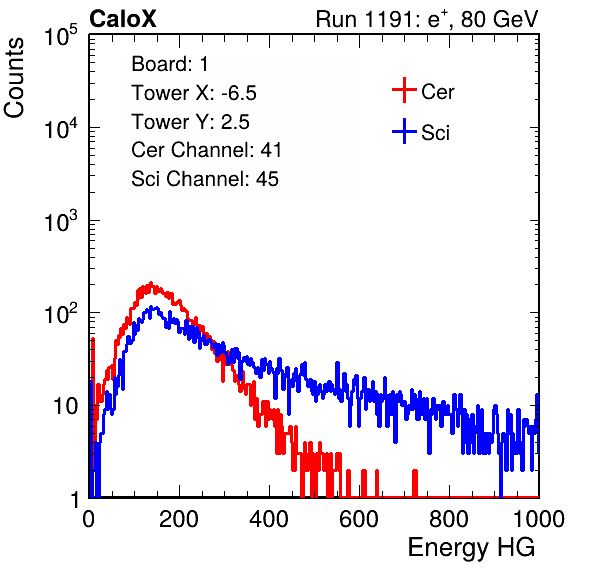 CaloX Run 1191: e⁺, 80 GeV
Counts
Board: 1
Tower X: -6.5
Tower Y: 2.5
Cer Channel: 41
Sci Channel: 45
Cer
Sci
10⁵
10⁴
10³
10²
10
1
0 200 400 600 800 1000
Energy HG